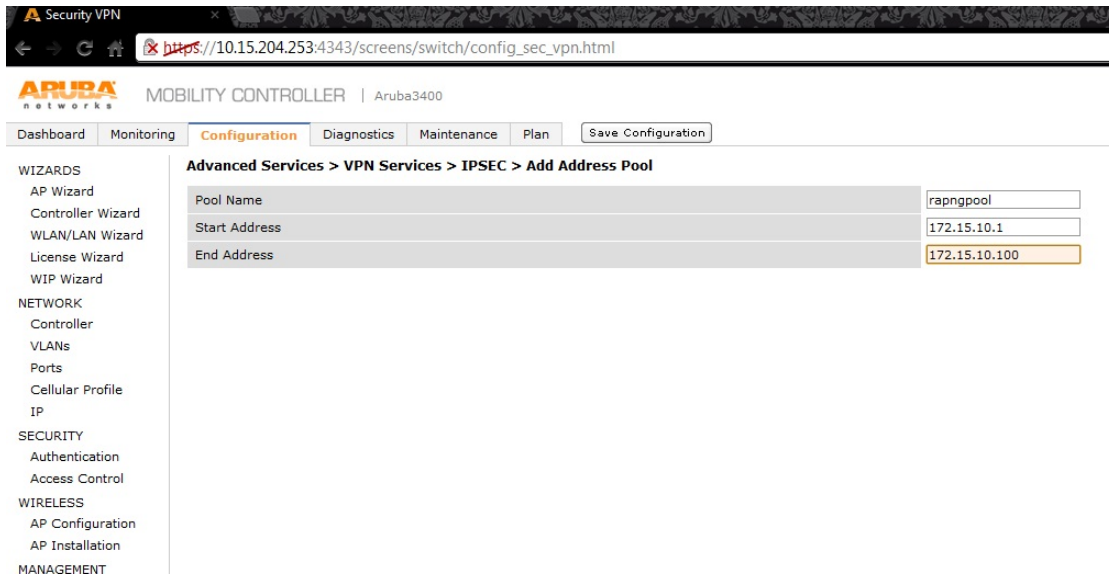 Security VPN
https://10.15.204.253:4343/screens/switch/config_sec_vpn.html
ARUBA
networks
MOBILITY CONTROLLER | Aruba3400
Dashboard Monitoring Configuration Diagnostics Maintenance Plan Save Configuration
WIZARDS
AP Wizard
Controller Wizard
WLAN/LAN Wizard
License Wizard
WIP Wizard
NETWORK
Controller
VLANs
Ports
Cellular Profile
IP
SECURITY
Authentication
Access Control
WIRELESS
AP Configuration
AP Installation
MANAGEMENT
Advanced Services > VPN Services > IPSEC > Add Address Pool
Pool Name rapngpool
Start Address 172.15.10.1
End Address 172.15.10.100